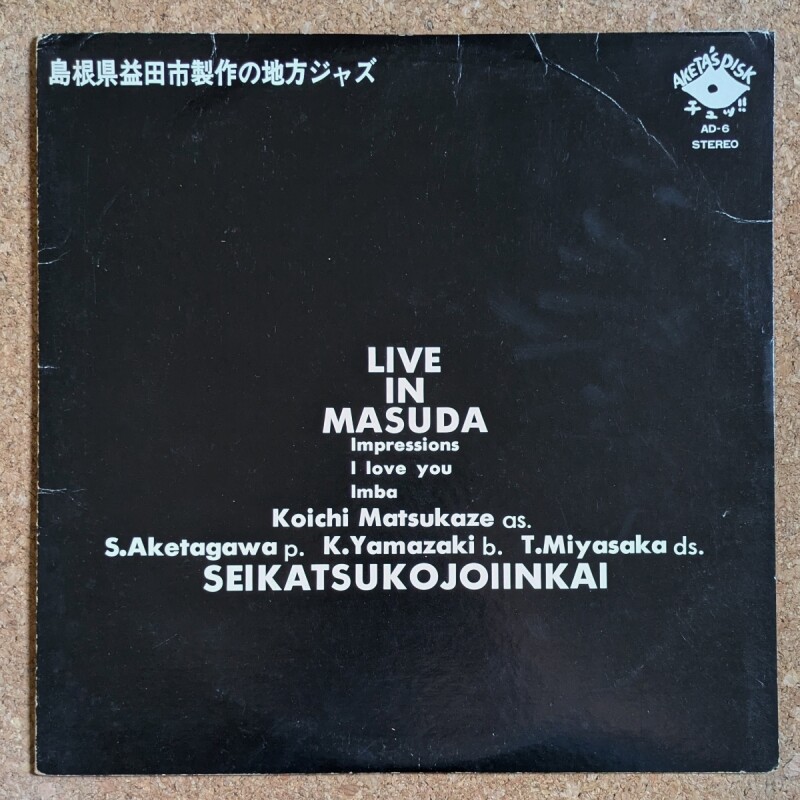 島根県益田市製作の地方ジャズ
AKETA'S DISK
チュッ!!
AD-6
STEREO
LIVE
IN
MASUDA
Impressions
I love you
Imba
Koichi Matsukaze as.
S.Aketagawa p. K.Yamazaki b. T.Miyasaka ds.
SEIKATSUKOJOIINKAI